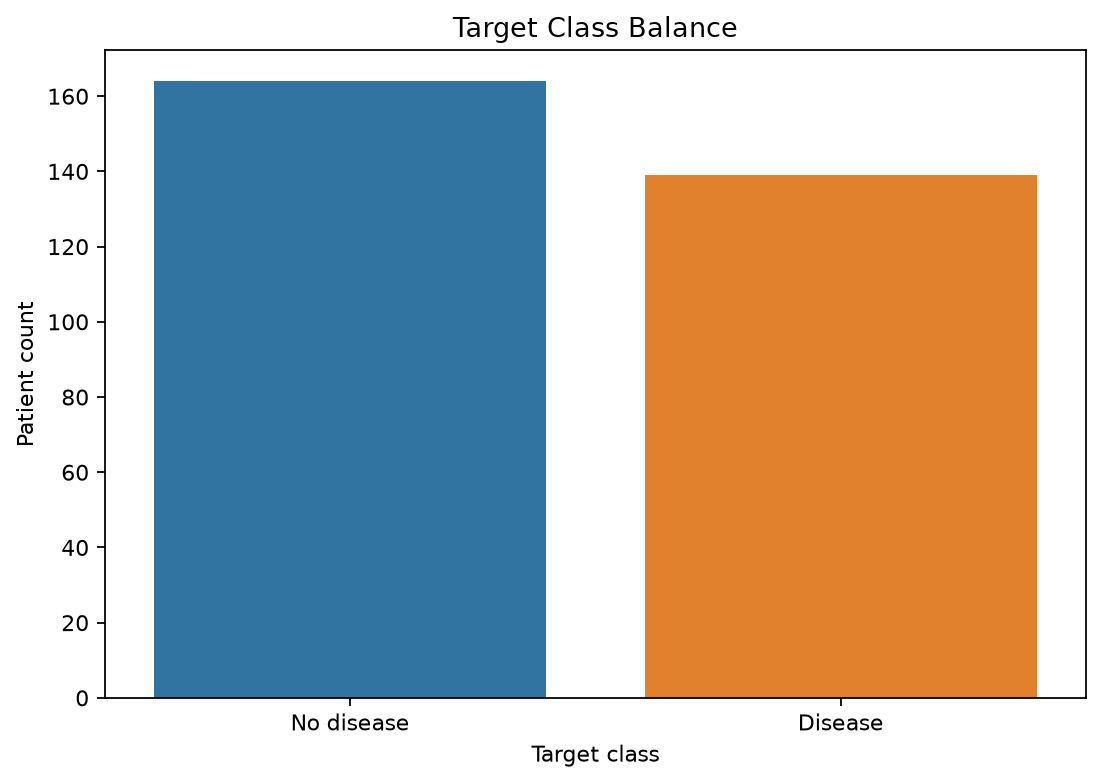 Target Class Balance
Patient count
160
140
120
100
80
60
40
20
0
No disease
Disease
Target class